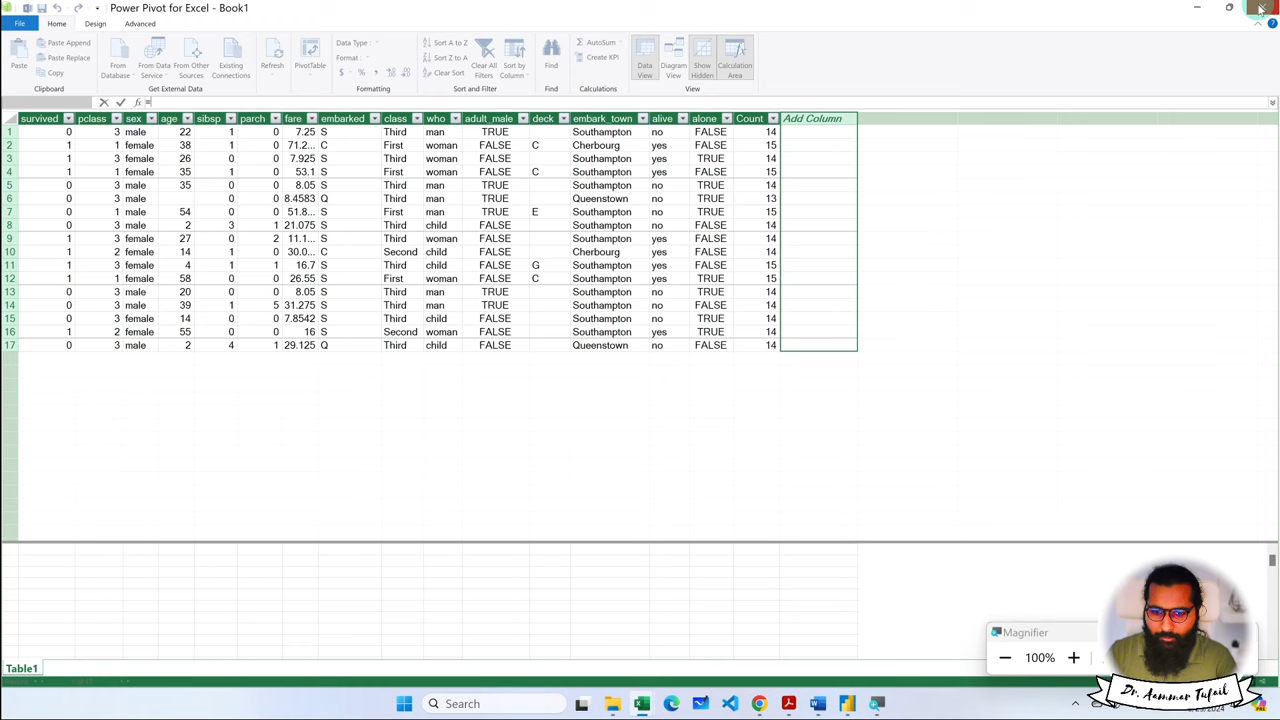 Power Pivot for Excel - Book1
File Home Design Advanced
Paste Paste Append Paste Replace Copy Clipboard
From Database From Data Service From Other Sources Existing Connections Get External Data
Refresh PivotTable
Data Type : Format : $ % , Formatting
Sort A to Z Sort Z to A Clear Sort Clear All Filters Sort by Column Sort and Filter
Find Find
AutoSum Create KPI Calculations
Data View Diagram View Show Hidden Calculation Area View
fx =
survived pclass sex age sibsp parch fare embarked class who adult_male deck embark_town alive alone Count Add Column
1 0 3 male 22 1 0 7.25 S Third man TRUE Southampton no FALSE 14
2 1 1 female 38 1 0 71.2... C First woman FALSE C Cherbourg yes FALSE 15
3 1 3 female 26 0 0 7.925 S Third woman FALSE Southampton yes TRUE 14
4 1 1 female 35 1 0 53.1 S First woman FALSE C Southampton yes FALSE 15
5 0 3 male 35 0 0 8.05 S Third man TRUE Southampton no TRUE 14
6 0 3 male 0 0 8.4583 Q Third man TRUE Queenstown no TRUE 13
7 0 1 male 54 0 0 51.8... S First man TRUE E Southampton no TRUE 15
8 0 3 male 2 3 1 21.075 S Third child FALSE Southampton no FALSE 14
9 1 3 female 27 0 2 11.1... S Third woman FALSE Southampton yes FALSE 14
10 1 2 female 14 1 0 30.0... C Second child FALSE Cherbourg yes FALSE 14
11 1 3 female 4 1 1 16.7 S Third child FALSE G Southampton yes FALSE 15
12 1 1 female 58 0 0 26.55 S First woman FALSE C Southampton yes TRUE 15
13 0 3 male 20 0 0 8.05 S Third man TRUE Southampton no TRUE 14
14 0 3 male 39 1 5 31.275 S Third man TRUE Southampton no FALSE 14
15 0 3 female 14 0 0 7.8542 S Third child FALSE Southampton no TRUE 14
16 1 2 female 55 0 0 16 S Second woman FALSE Southampton yes TRUE 14
17 0 3 male 2 4 1 29.125 Q Third child FALSE Queenstown no FALSE 14
Magnifier
100%
Table1
Dr. Aammar Tufail
Search